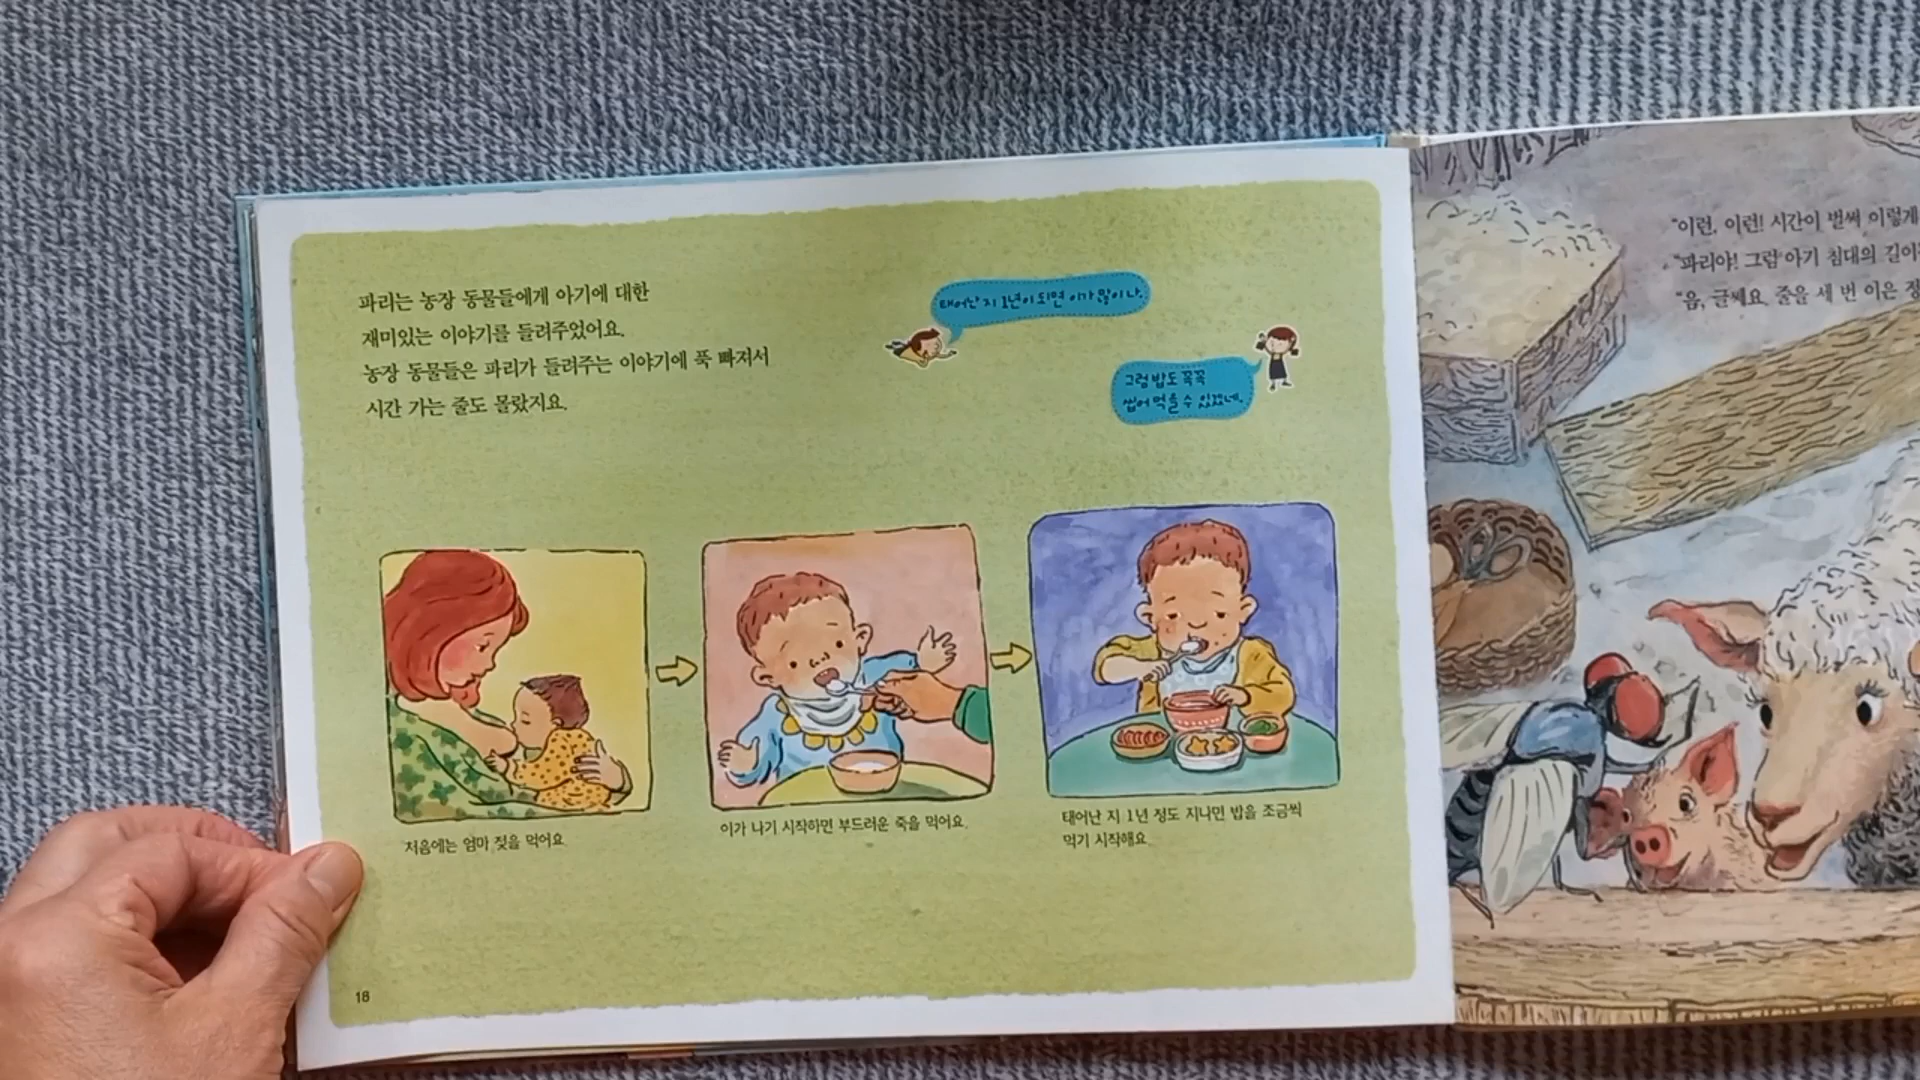 파리는 농장 동물들에게 아기에 대한
재미있는 이야기를 들려주었어요.
농장 동물들은 파리가 들려주는 이야기에 푹 빠져서
시간 가는 줄도 몰랐지요.
태어난 지 1년이 되면 이가 많이 나.
그럼 밥도 꼭꼭
씹어 먹을 수 있겠네.
처음에는 엄마 젖을 먹어요.
이가 나기 시작하면 부드러운 죽을 먹어요.
태어난 지 1년 정도 지나면 밥을 조금씩
먹기 시작해요.
18
"이런, 이런! 시간이 벌써 이렇게
"파리야! 그럼 아기 침대의 길이
"음, 글쎄요. 줄을 세 번 이은